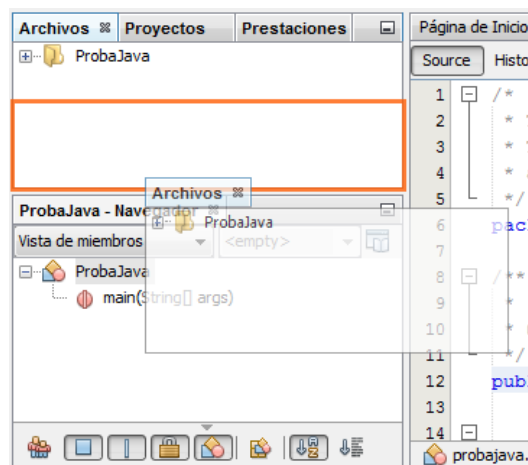 Archivos Proyectos Prestaciones
ProbaJava
Archivos
ProbaJava
ProbaJava - Navegador
Vista de miembros <empty>
ProbaJava
main(String[] args)
Página de Inicio
Source Histo
1 /*
2 *
3 *
4 *
5 */
6 pac
7
8 /**
9 *
10 *
11 */
12 publ
13
14
probajava.